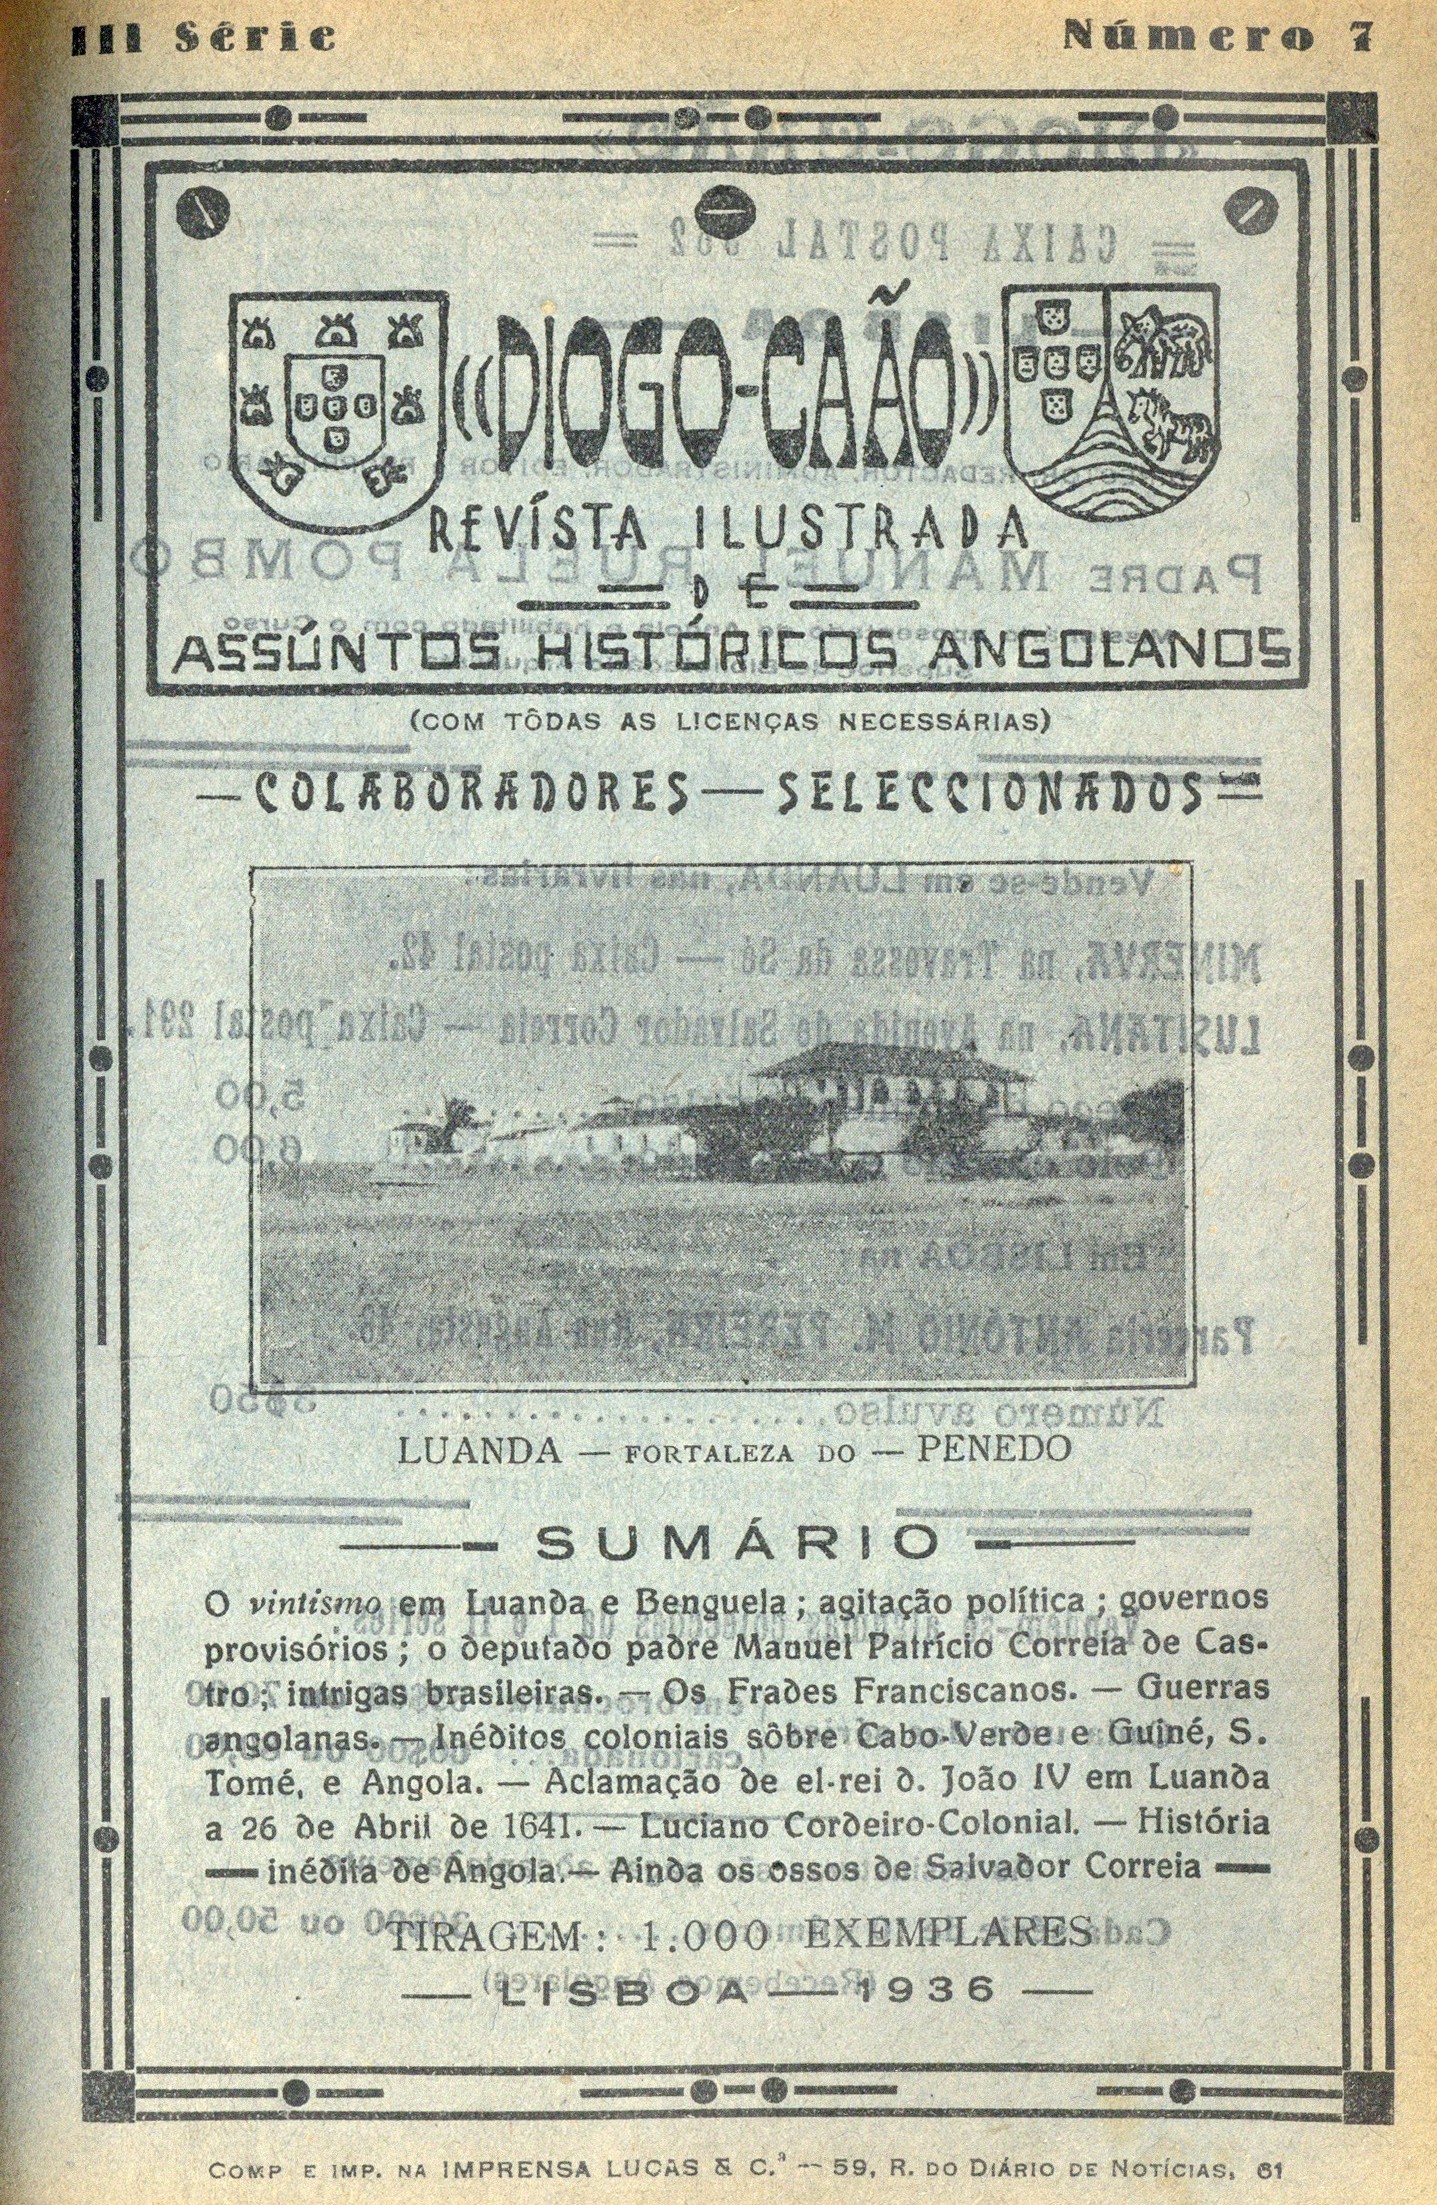 III Série Número 7
«DIOGO-CAÃO»
REVÍSTA ILUSTRADA
DE
ASSÚNTOS HISTÓRICOS ANGOLANOS
(COM TÔDAS AS LICENÇAS NECESSÁRIAS)
—COLABORADORES—SELECCIONADOS=
LUANDA — FORTALEZA DO — PENEDO
SUMÁRIO
O vintismo em Luanda e Benguela; agitação política; governos
provisórios; o deputado padre Manuel Patrício Correia de Cas-
tro; intrigas brasileiras. — Os Frades Franciscanos. — Guerras
angolanas. — Inéditos coloniais sôbre Cabo-Verde e Guiné, S.
Tomé, e Angola. — Aclamação de el-rei d. João IV em Luanda
a 26 de Abril de 1641. — Luciano Cordeiro-Colonial. — História
inédita de Angola. — Ainda os ossos de Salvador Correia
TIRAGEM: 1.000 EXEMPLARES
— LISBOA — 1936 —
COMP E IMP. NA IMPRENSA LUCAS & C.ª — 59, R. DO DIÁRIO DE NOTÍCIAS, 61